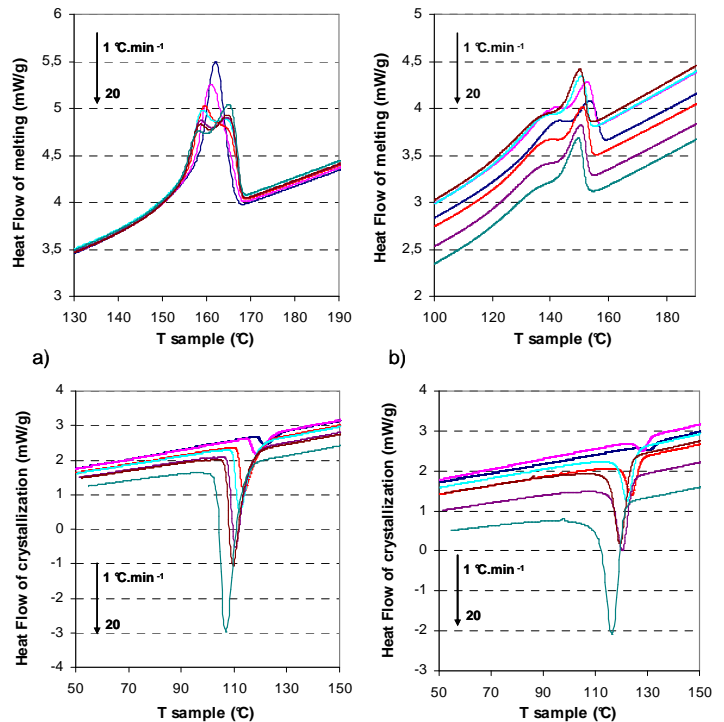 Heat Flow of melting (mW/g)
6
5,5
5
4,5
4
3,5
3
1 °C.min -1
20
130 140 150 160 170 180 190
T sample (°C)
a)
Heat Flow of melting (mW/g)
5
4,5
4
3,5
3
2,5
2
1 °C.min -1
20
100 120 140 160 180
T sample (°C)
b)
Heat Flow of crystallization (mW/g)
4
3
2
1
0
-1
-2
-3
-4
1 °C.min-1
20
50 70 90 110 130 150
T sample (°C)
Heat Flow of crystallization (mW/g)
4
3
2
1
0
-1
-2
-3
1 °C.min-1
20
50 70 90 110 130 150
T sample (°C)